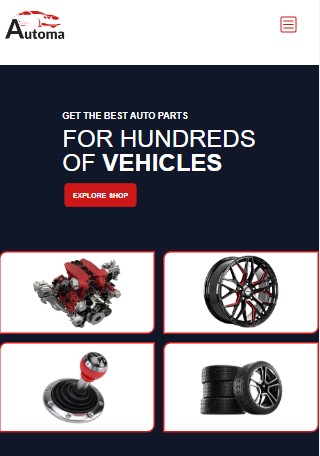 Automa
GET THE BEST AUTO PARTS
FOR HUNDREDS
OF VEHICLES
EXPLORE SHOP